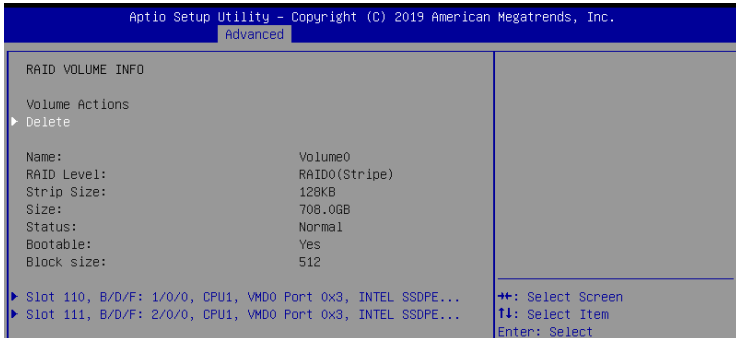 Aptio Setup Utility – Copyright (C) 2019 American Megatrends, Inc.
Advanced
RAID VOLUME INFO
Volume Actions
▶ Delete
Name: Volume0
RAID Level: RAID0(Stripe)
Strip Size: 128KB
Size: 708.0GB
Status: Normal
Bootable: Yes
Block size: 512
▶ Slot 110, B/D/F: 1/0/0, CPU1, VMD0 Port 0x3, INTEL SSDPE...
▶ Slot 111, B/D/F: 2/0/0, CPU1, VMD0 Port 0x3, INTEL SSDPE...
→←: Select Screen
↑↓: Select Item
Enter: Select